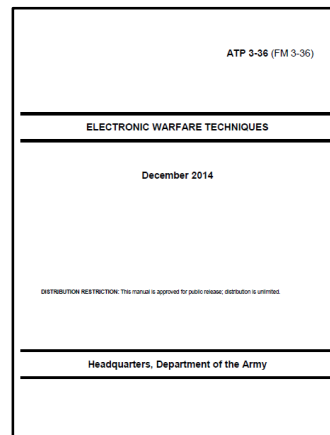 ATP 3-36 (FM 3-36)
ELECTRONIC WARFARE TECHNIQUES
December 2014
DISTRIBUTION RESTRICTION: This manual is approved for public release; distribution is unlimited.
Headquarters, Department of the Army